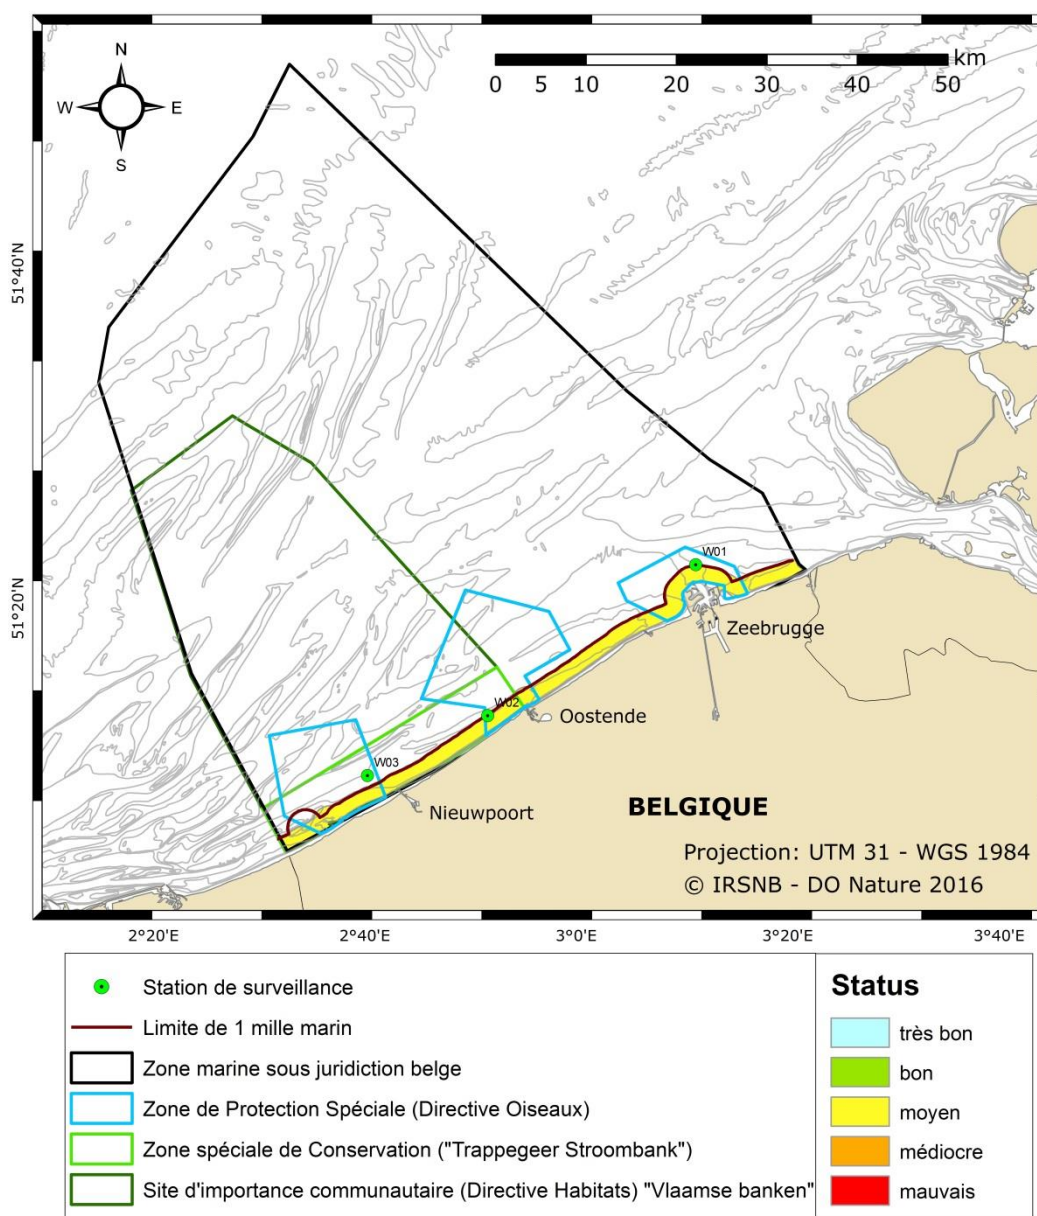 N
W E
S
km
0 5 10 20 30 40 50
51°40'N
51°20'N
W01
Zeebrugge
W02
Oostende
W03
Nieuwpoort
BELGIQUE
Projection: UTM 31 - WGS 1984
© IRSNB - DO Nature 2016
2°20'E 2°40'E 3°0'E 3°20'E 3°40'E
Station de surveillance
Limite de 1 mille marin
Zone marine sous juridiction belge
Zone de Protection Spéciale (Directive Oiseaux)
Zone spéciale de Conservation ("Trappegeer Stroombank")
Site d'importance communautaire (Directive Habitats) "Vlaamse banken"
Status
très bon
bon
moyen
médiocre
mauvais